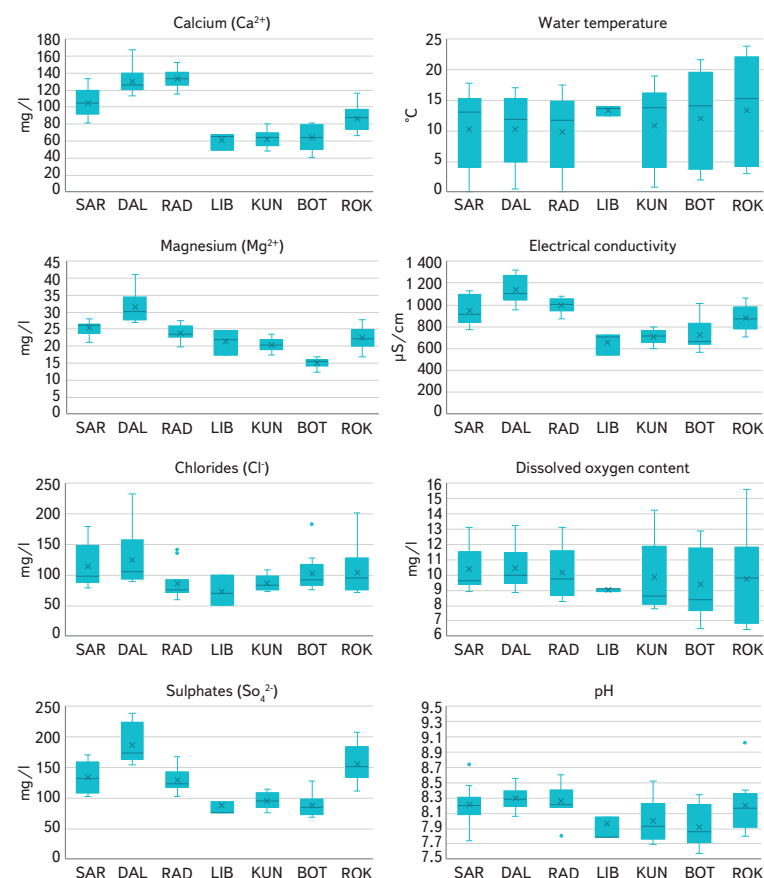 Calcium (Ca²⁺)
180
160
140
130
100
80
60
40
20
0
mg/l
SAR DAL RAD LIB KUN BOT ROK
Water temperature
25
20
15
10
5
0
°C
SAR DAL RAD LIB KUN BOT ROK
Magnesium (Mg²⁺)
45
40
35
30
25
20
15
10
5
0
mg/l
SAR DAL RAD LIB KUN BOT ROK
Electrical conductivity
1 400
1 200
1 000
800
600
400
200
0
µS/cm
SAR DAL RAD LIB KUN BOT ROK
Chlorides (Cl⁻)
250
200
150
100
50
0
mg/l
SAR DAL RAD LIB KUN BOT ROK
Dissolved oxygen content
16
15
14
13
12
11
10
9
8
7
6
mg/l
SAR DAL RAD LIB KUN BOT ROK
Sulphates (So₄²⁻)
250
200
150
100
50
0
mg/l
SAR DAL RAD LIB KUN BOT ROK
pH
9.5
9.3
9.1
8.9
8.7
8.5
8.3
8.1
7.9
7.7
7.5
SAR DAL RAD LIB KUN BOT ROK